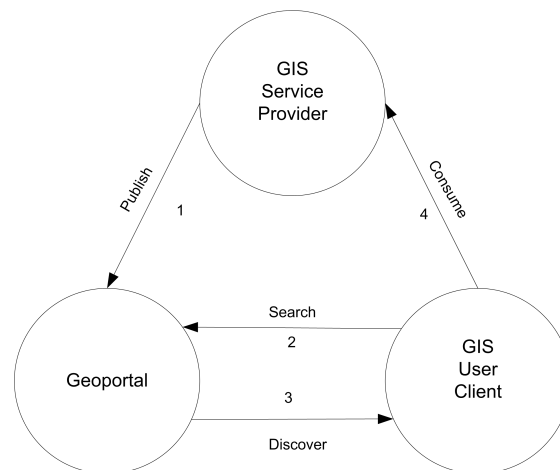 GIS
Service
Provider
Publish
1
Consume
4
Search
2
Geoportal
GIS
User
Client
3
Discover